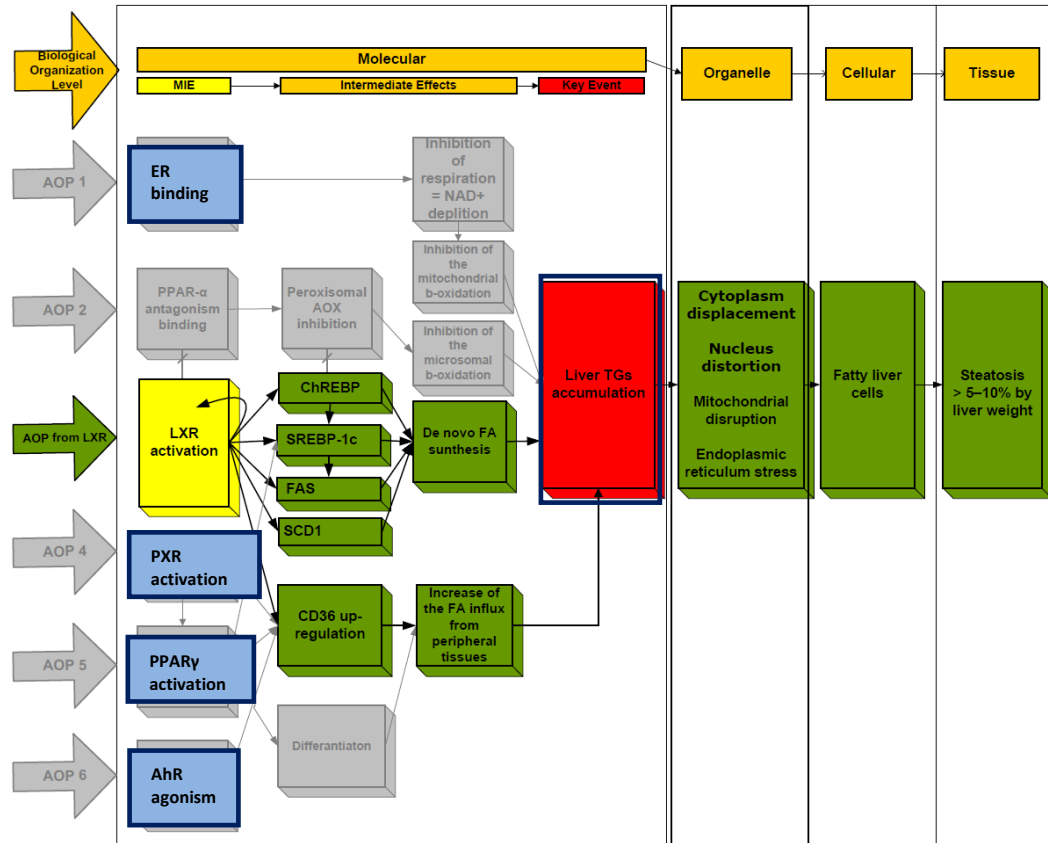 Biological
Organization
Level
Molecular
MIE
Intermediate Effects
Key Event
Organelle
Cellular
Tissue
AOP 1
ER
binding
Inhibition
of
respiration
= NAD+
deplition
Inhibition of
the
mitochondrial
b-oxidation
AOP 2
PPAR-α
antagonism
binding
Peroxisomal
AOX
inhibition
Inhibition of
the
microsomal
b-oxidation
AOP from LXR
LXR
activation
ChREBP
SREBP-1c
FAS
SCD1
De novo FA
sunthesis
Liver TGs
accumulation
Cytoplasm
displacement
Nucleus
distortion
Mitochondrial
disruption
Endoplasmic
reticulum stress
Fatty liver
cells
Steatosis
> 5–10% by
liver weight
AOP 4
PXR
activation
CD36 up-
regulation
Increase of
the FA influx
from
peripheral
tissues
AOP 5
PPARγ
activation
Differantiaton
AOP 6
AhR
agonism